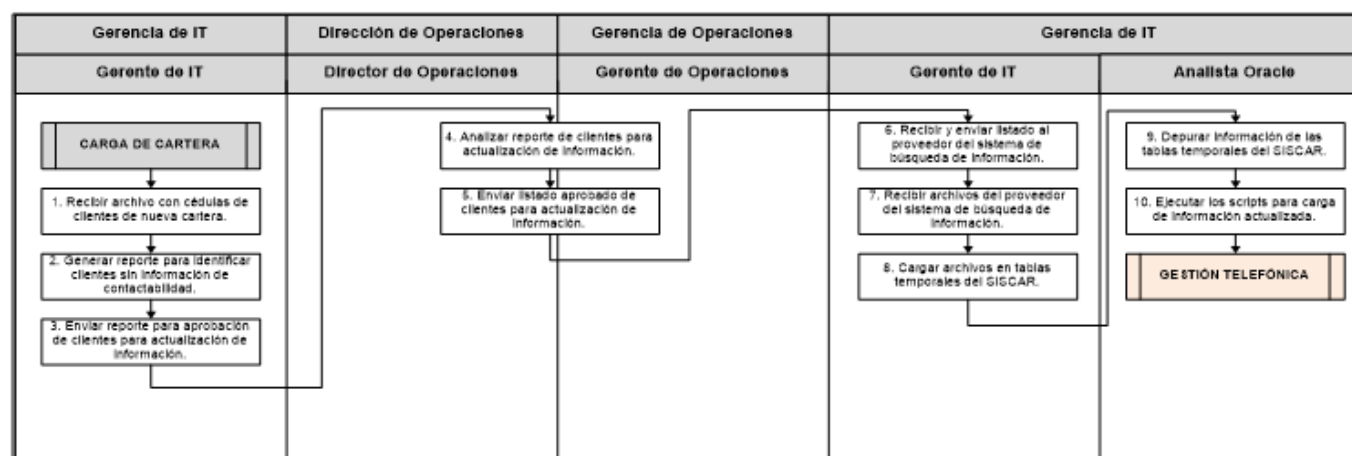 Gerencia de IT
Dirección de Operaciones
Gerencia de Operaciones
Gerencia de IT
Gerente de IT
Director de Operaciones
Gerente de Operaciones
Gerente de IT
Analista Oracle
CARGA DE CARTERA
1. Recibir archivo con cédulas de
clientes de nueva cartera.
2. Generar reporte para identificar
clientes sin información de
contactabilidad.
3. Enviar reporte para aprobación
de clientes para actualización de
información.
4. Analizar reporte de clientes para
actualización de información.
5. Enviar listado aprobado de
clientes para actualización de
información.
6. Recibir y enviar listado al
proveedor del sistema de
búsqueda de información.
7. Recibir archivos del proveedor
del sistema de búsqueda de
información.
8. Cargar archivos en tablas
temporales del SISCAR.
9. Depurar información de las
tablas temporales del SISCAR.
10. Ejecutar los scripts para carga
de información actualizada.
GESTIÓN TELEFÓNICA